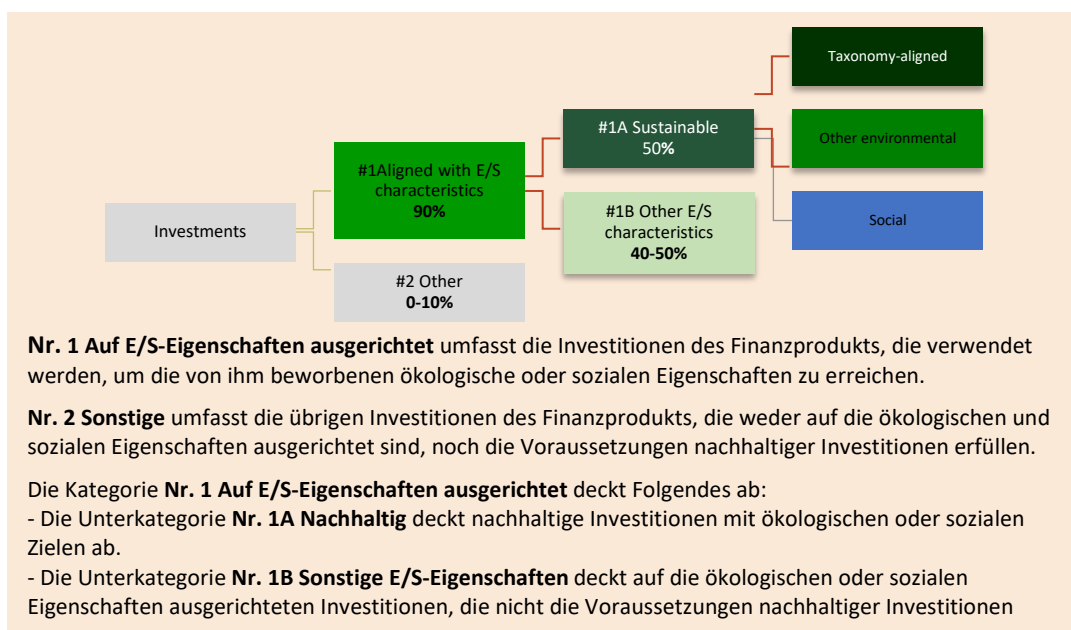 Taxonomy-aligned
#1A Sustainable
50%
Other environmental
#1Aligned with E/S
characteristics
90%
#1B Other E/S
characteristics
40-50%
Social
Investments
#2 Other
0-10%
Nr. 1 Auf E/S-Eigenschaften ausgerichtet umfasst die Investitionen des Finanzprodukts, die verwendet
werden, um die von ihm beworbenen ökologische oder sozialen Eigenschaften zu erreichen.
Nr. 2 Sonstige umfasst die übrigen Investitionen des Finanzprodukts, die weder auf die ökologischen und
sozialen Eigenschaften ausgerichtet sind, noch die Voraussetzungen nachhaltiger Investitionen erfüllen.
Die Kategorie Nr. 1 Auf E/S-Eigenschaften ausgerichtet deckt Folgendes ab:
- Die Unterkategorie Nr. 1A Nachhaltig deckt nachhaltige Investitionen mit ökologischen oder sozialen
Zielen ab.
- Die Unterkategorie Nr. 1B Sonstige E/S-Eigenschaften deckt auf die ökologischen oder sozialen
Eigenschaften ausgerichteten Investitionen, die nicht die Voraussetzungen nachhaltiger Investitionen